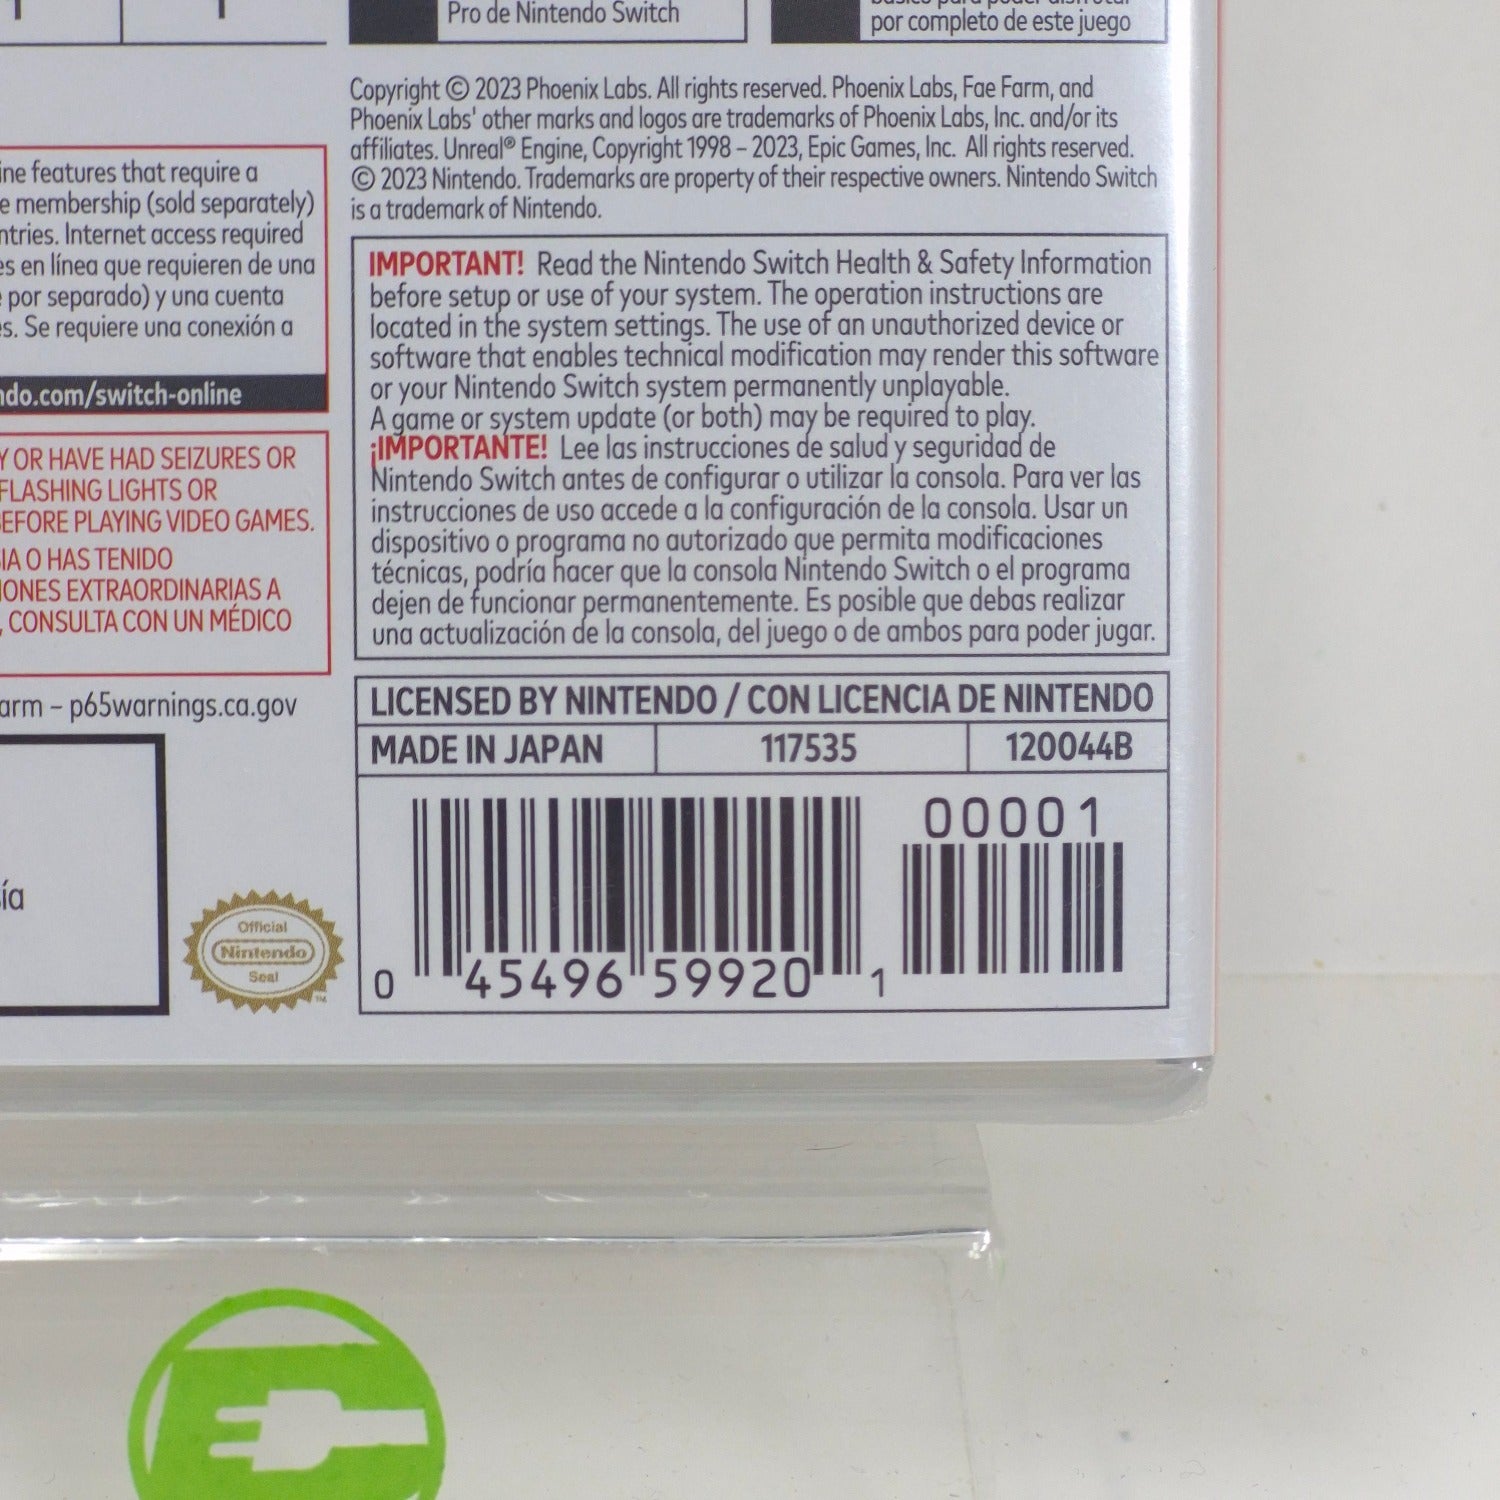 Pro de Nintendo Switch
básico para poder disfrutar
por completo de este juego
Copyright © 2023 Phoenix Labs. All rights reserved. Phoenix Labs, Fae Farm, and
Phoenix Labs' other marks and logos are trademarks of Phoenix Labs, Inc. and/or its
affiliates. Unreal® Engine, Copyright 1998 – 2023, Epic Games, Inc. All rights reserved.
© 2023 Nintendo. Trademarks are property of their respective owners. Nintendo Switch
is a trademark of Nintendo.
ine features that require a
e membership (sold separately)
ntries. Internet access required
es en línea que requieren de una
por separado) y una cuenta
es. Se requiere una conexión a
ndo.com/switch-online
Y OR HAVE HAD SEIZURES OR
FLASHING LIGHTS OR
BEFORE PLAYING VIDEO GAMES.
IA O HAS TENIDO
IONES EXTRAORDINARIAS A
, CONSULTA CON UN MÉDICO
arm – p65warnings.ca.gov
ía
Official
Nintendo
Seal
TM
IMPORTANT! Read the Nintendo Switch Health & Safety Information
before setup or use of your system. The operation instructions are
located in the system settings. The use of an unauthorized device or
software that enables technical modification may render this software
or your Nintendo Switch system permanently unplayable.
A game or system update (or both) may be required to play.
¡IMPORTANTE! Lee las instrucciones de salud y seguridad de
Nintendo Switch antes de configurar o utilizar la consola. Para ver las
instrucciones de uso accede a la configuración de la consola. Usar un
dispositivo o programa no autorizado que permita modificaciones
técnicas, podría hacer que la consola Nintendo Switch o el programa
dejen de funcionar permanentemente. Es posible que debas realizar
una actualización de la consola, del juego o de ambos para poder jugar.
LICENSED BY NINTENDO / CON LICENCIA DE NINTENDO
MADE IN JAPAN 117535 120044B
00001
0 45496 59920 1